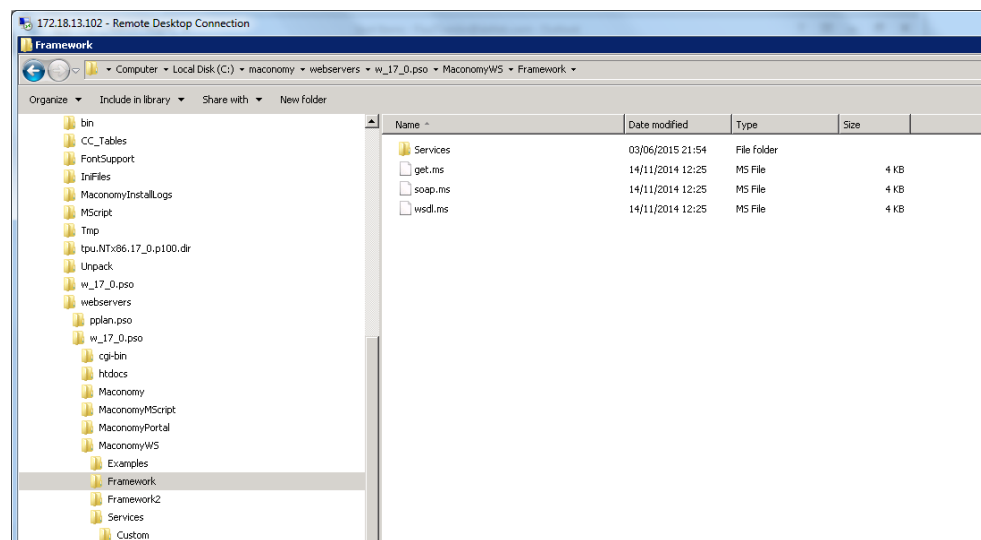 172.18.13.102 - Remote Desktop Connection
Framework
Computer Local Disk (C:) maconomy webservers w_17_0.pso MaconomyWS Framework
Organize Include in library Share with New folder
bin
CC_Tables
FontSupport
IniFiles
MaconomyInstallLogs
MScript
Tmp
tpu.NTx86.17_0.p100.dir
Unpack
w_17_0.pso
webservers
pplan.pso
w_17_0.pso
cgi-bin
htdocs
Maconomy
MaconomyMScript
MaconomyPortal
MaconomyWS
Examples
Framework
Framework2
Services
Custom
Name Date modified Type Size
Services 03/06/2015 21:54 File folder
get.ms 14/11/2014 12:25 MS File 4 KB
soap.ms 14/11/2014 12:25 MS File 4 KB
wsdl.ms 14/11/2014 12:25 MS File 4 KB